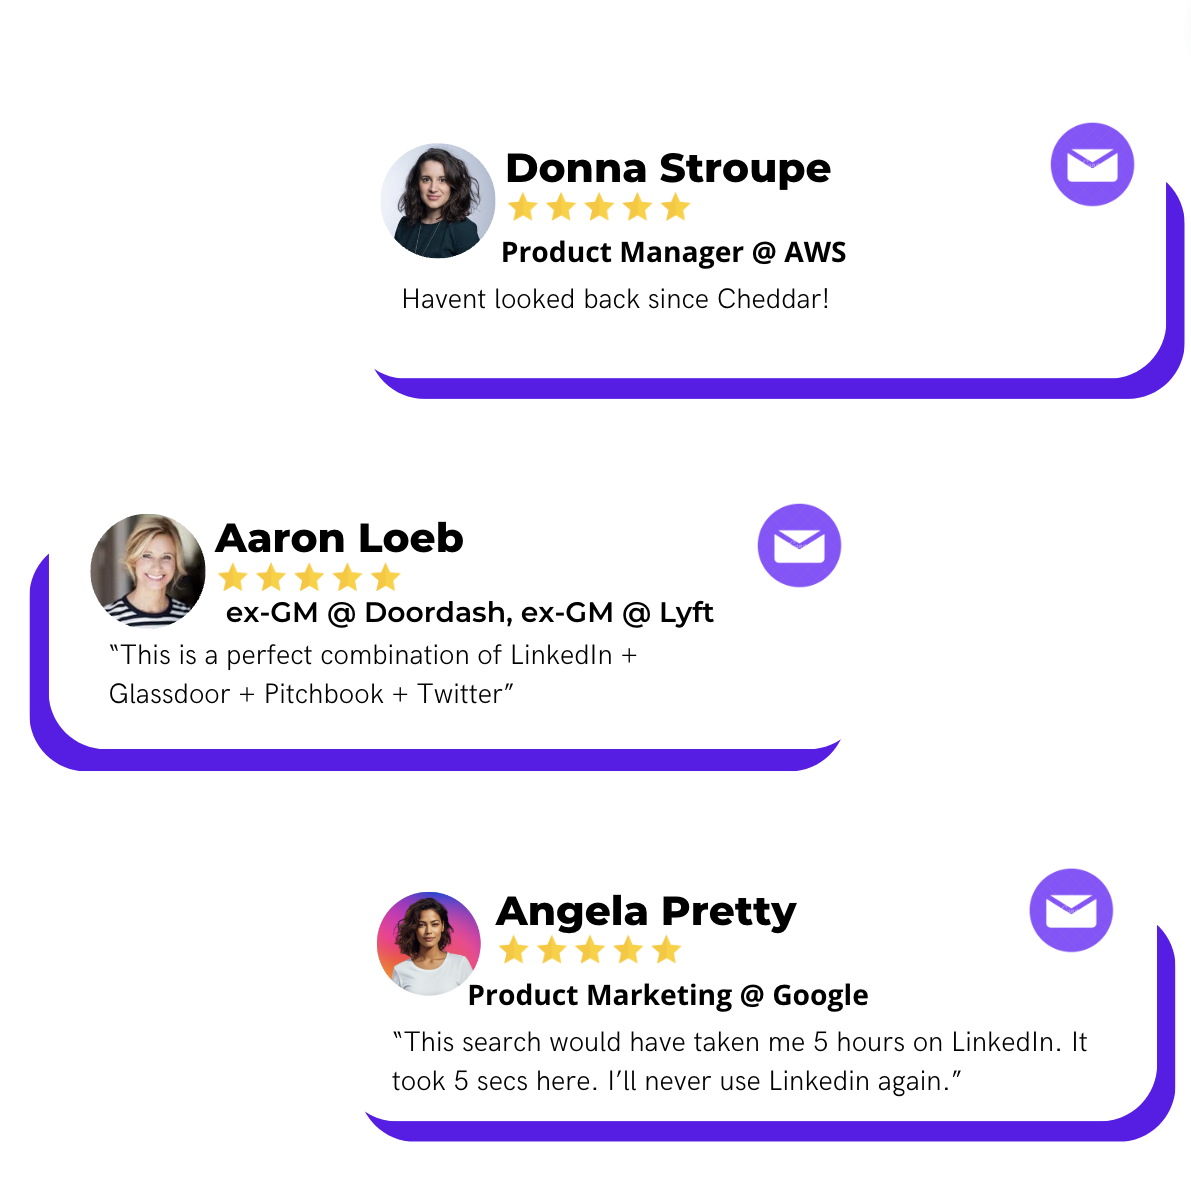 Donna Stroupe
Product Manager @ AWS
Havent looked back since Cheddar!
Aaron Loeb
ex-GM @ Doordash, ex-GM @ Lyft
“This is a perfect combination of LinkedIn +
Glassdoor + Pitchbook + Twitter”
Angela Pretty
Product Marketing @ Google
“This search would have taken me 5 hours on LinkedIn. It
took 5 secs here. I’ll never use Linkedin again.”